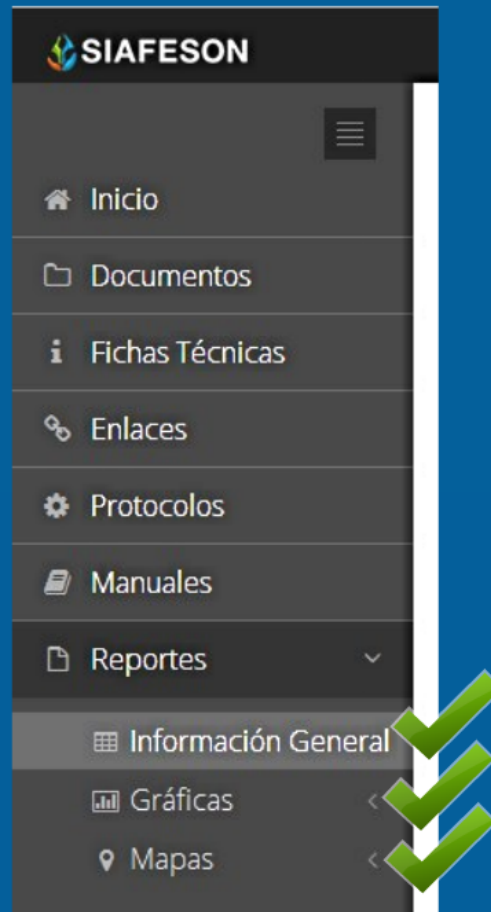 SIAFESON
Inicio
Documentos
Fichas Técnicas
Enlaces
Protocolos
Manuales
Reportes
Información General
Gráficas
Mapas